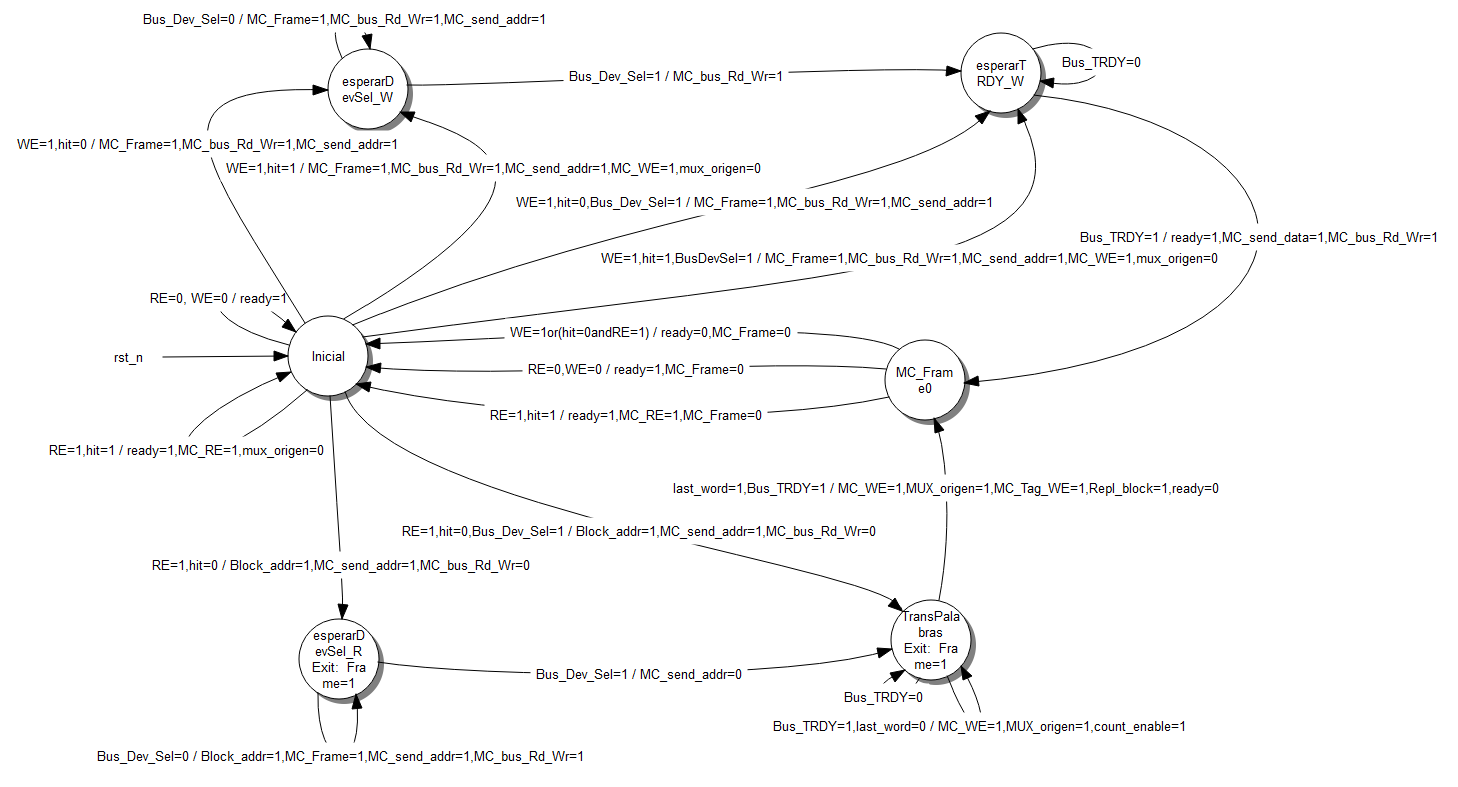 Bus_Dev_Sel=0 / MC_Frame=1,MC_bus_Rd_Wr=1,MC_send_addr=1
esperarD
evSel_W
Bus_Dev_Sel=1 / MC_bus_Rd_Wr=1
esperarT
RDY_W
Bus_TRDY=0
WE=1,hit=0 / MC_Frame=1,MC_bus_Rd_Wr=1,MC_send_addr=1
WE=1,hit=1 / MC_Frame=1,MC_bus_Rd_Wr=1,MC_send_addr=1,MC_WE=1,mux_origen=0
WE=1,hit=0,Bus_Dev_Sel=1 / MC_Frame=1,MC_bus_Rd_Wr=1,MC_send_addr=1
Bus_TRDY=1 / ready=1,MC_send_data=1,MC_bus_Rd_Wr=1
WE=1,hit=1,BusDevSel=1 / MC_Frame=1,MC_bus_Rd_Wr=1,MC_send_addr=1,MC_WE=1,mux_origen=0
RE=0, WE=0 / ready=1
rst_n
Inicial
WE=1or(hit=0andRE=1) / ready=0,MC_Frame=0
RE=0,WE=0 / ready=1,MC_Frame=0
MC_Fram
e0
RE=1,hit=1 / ready=1,MC_RE=1,MC_Frame=0
RE=1,hit=1 / ready=1,MC_RE=1,mux_origen=0
last_word=1,Bus_TRDY=1 / MC_WE=1,MUX_origen=1,MC_Tag_WE=1,Repl_block=1,ready=0
RE=1,hit=0,Bus_Dev_Sel=1 / Block_addr=1,MC_send_addr=1,MC_bus_Rd_Wr=0
RE=1,hit=0 / Block_addr=1,MC_send_addr=1,MC_bus_Rd_Wr=0
esperarD
evSel_R
Exit: Fra
me=1
Bus_Dev_Sel=1 / MC_send_addr=0
TransPala
bras
Exit: Fra
me=1
Bus_TRDY=0
Bus_TRDY=1,last_word=0 / MC_WE=1,MUX_origen=1,count_enable=1
Bus_Dev_Sel=0 / Block_addr=1,MC_Frame=1,MC_send_addr=1,MC_bus_Rd_Wr=1